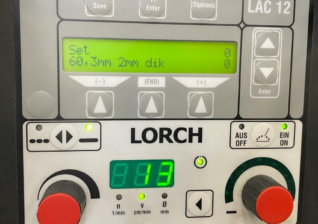 Save
Enter
LAC 12
Set 0
60,3mm 2mm dik 0
(-)
(END)
(+)
Enter
LORCH
AUS
OFF
EIN
ON
13
n
1/min
v
cm/min
Ø
mm